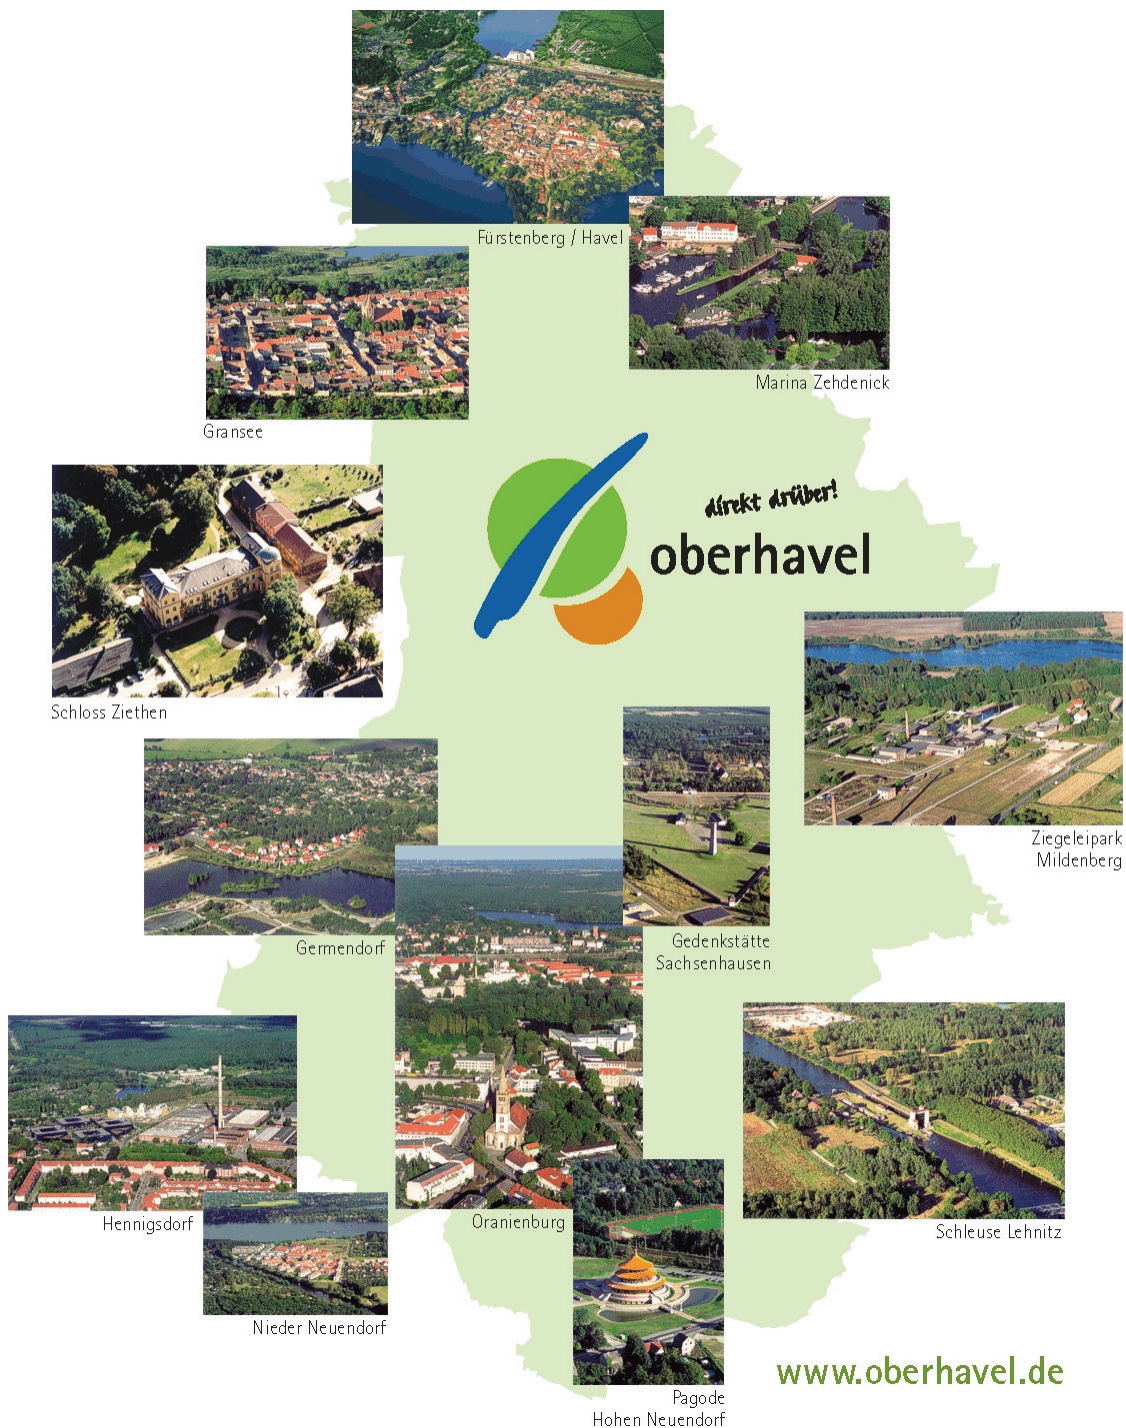 Fürstenberg / Havel
Marina Zehdenick
Gransee
direkt drüber!
oberhavel
Schloss Ziethen
Ziegeleipark
Mildenberg
Germendorf
Gedenkstätte
Sachsenhausen
Hennigsdorf
Oranienburg
Schleuse Lehnitz
Nieder Neuendorf
www.oberhavel.de
Pagode
Hohen Neuendorf